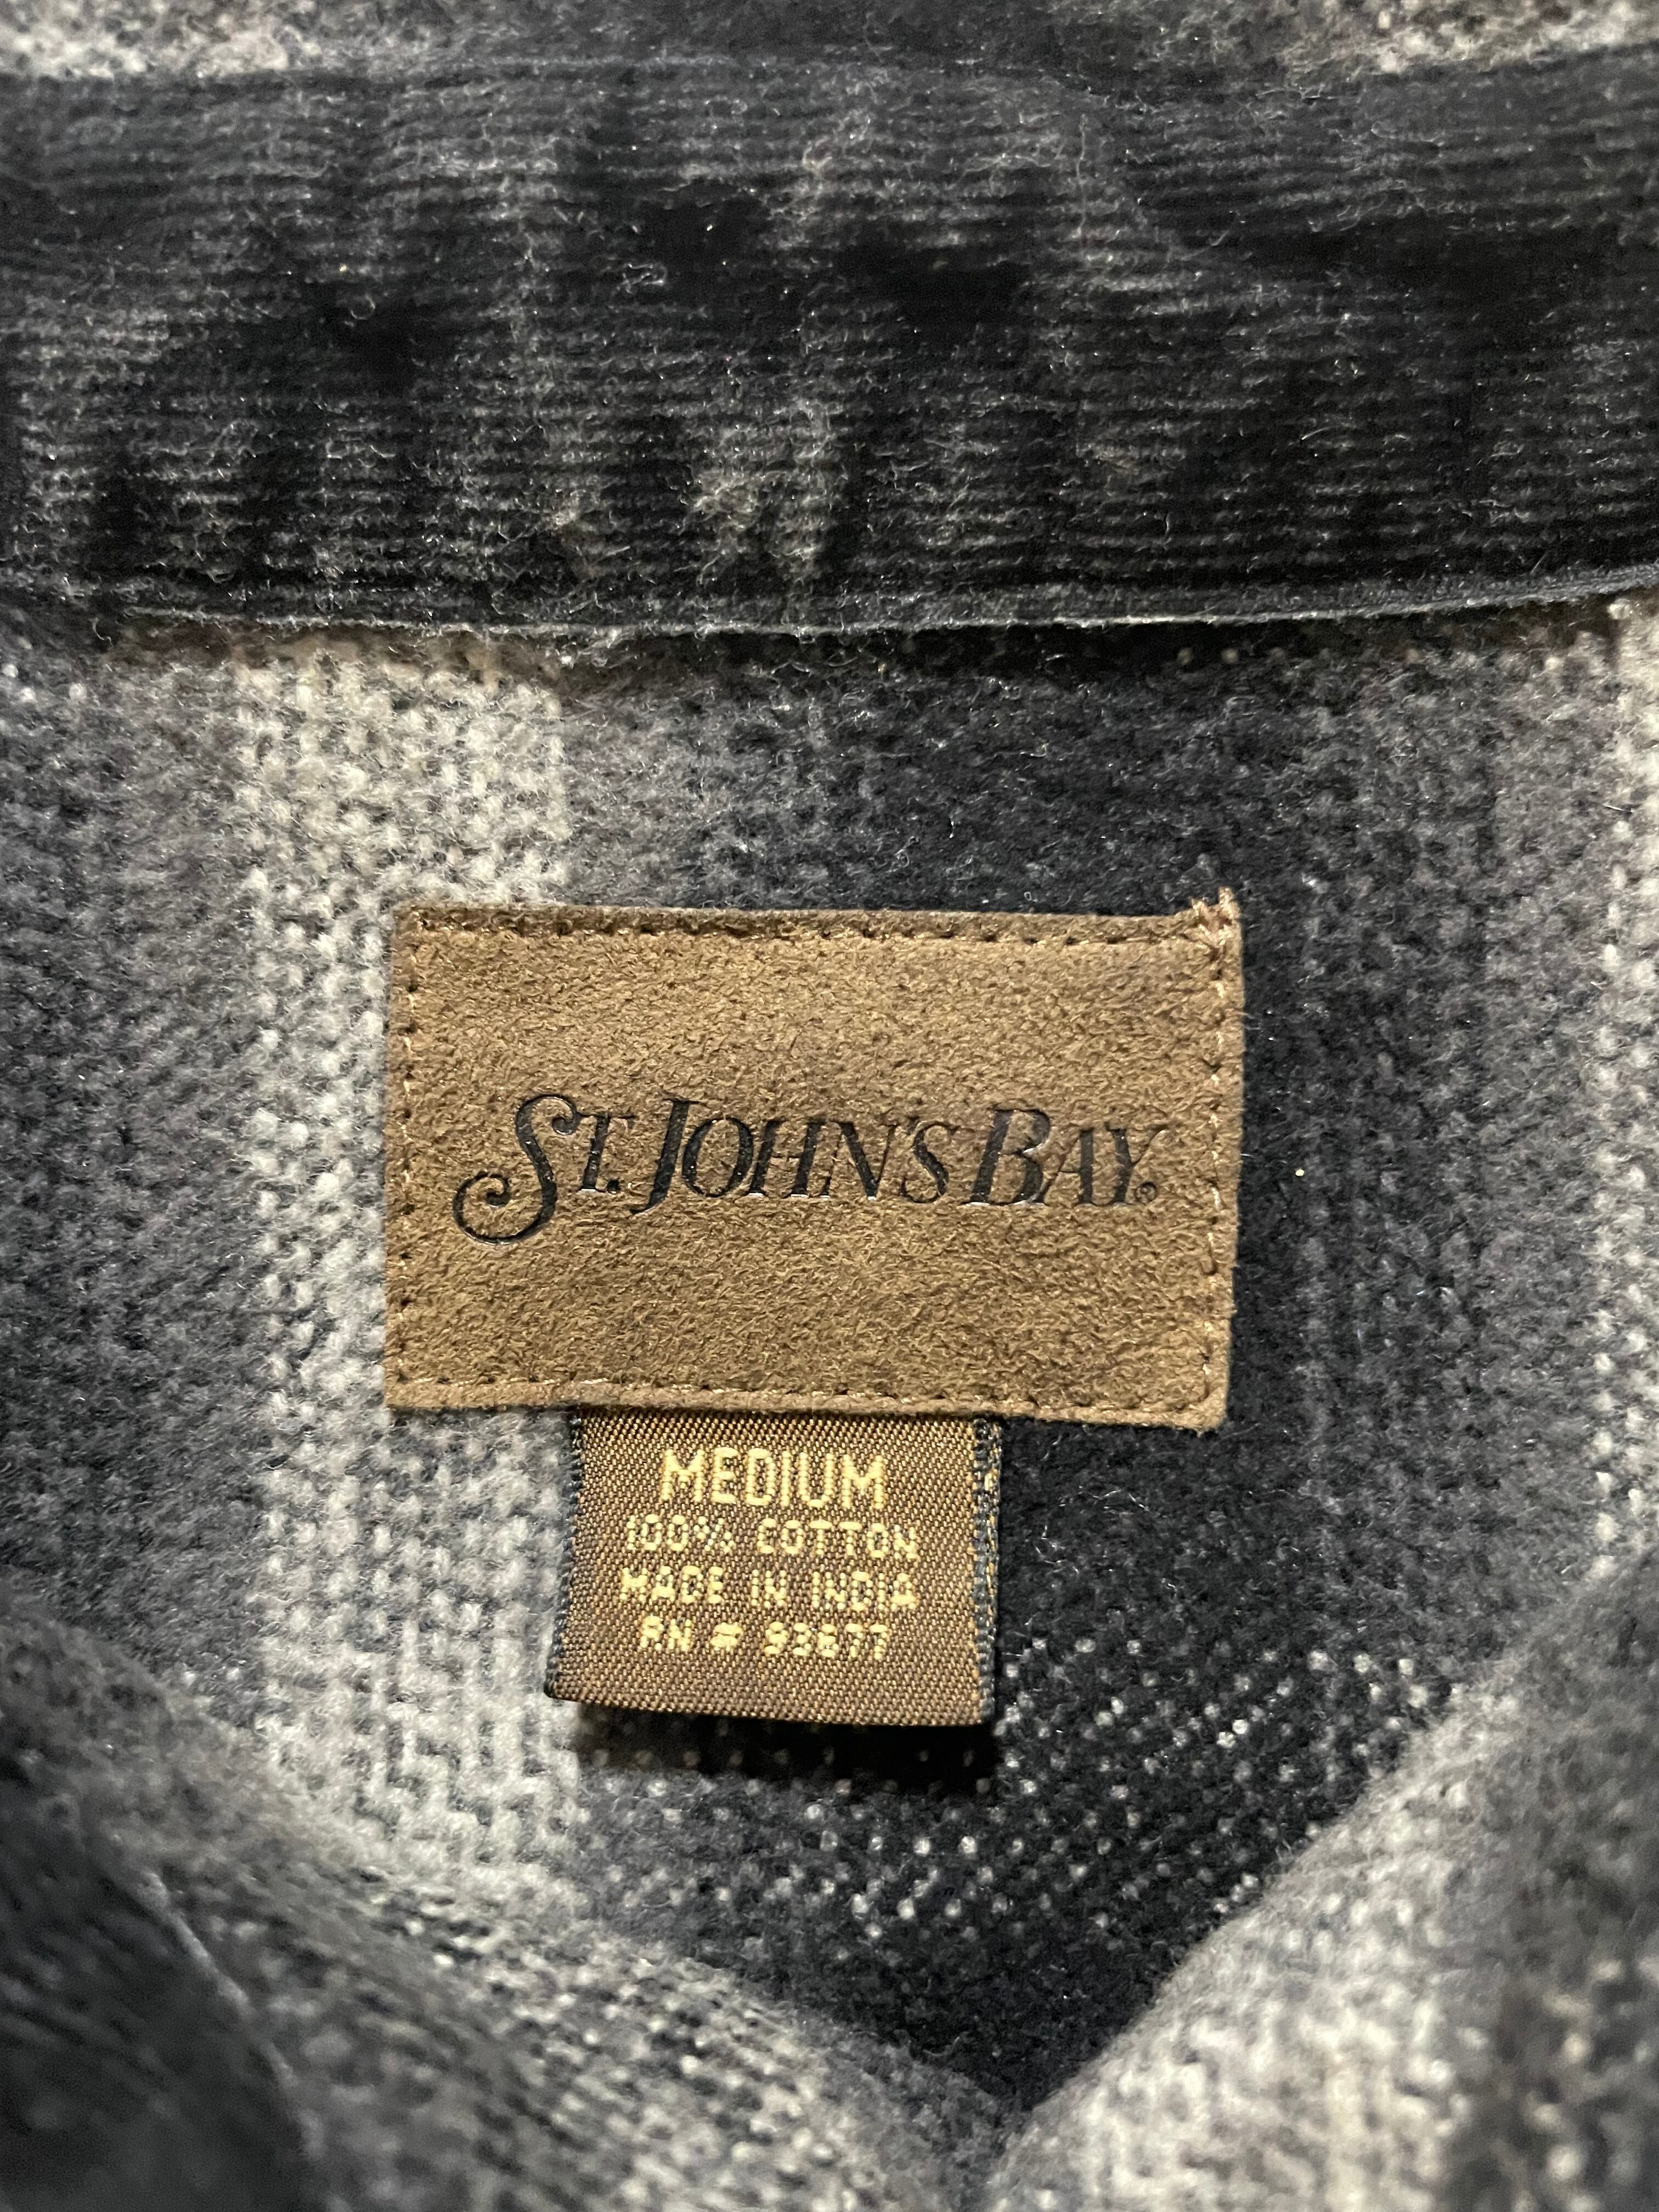 ST. JOHN'S BAY®
MEDIUM
100% COTTON
MADE IN INDIA
RN # 93677